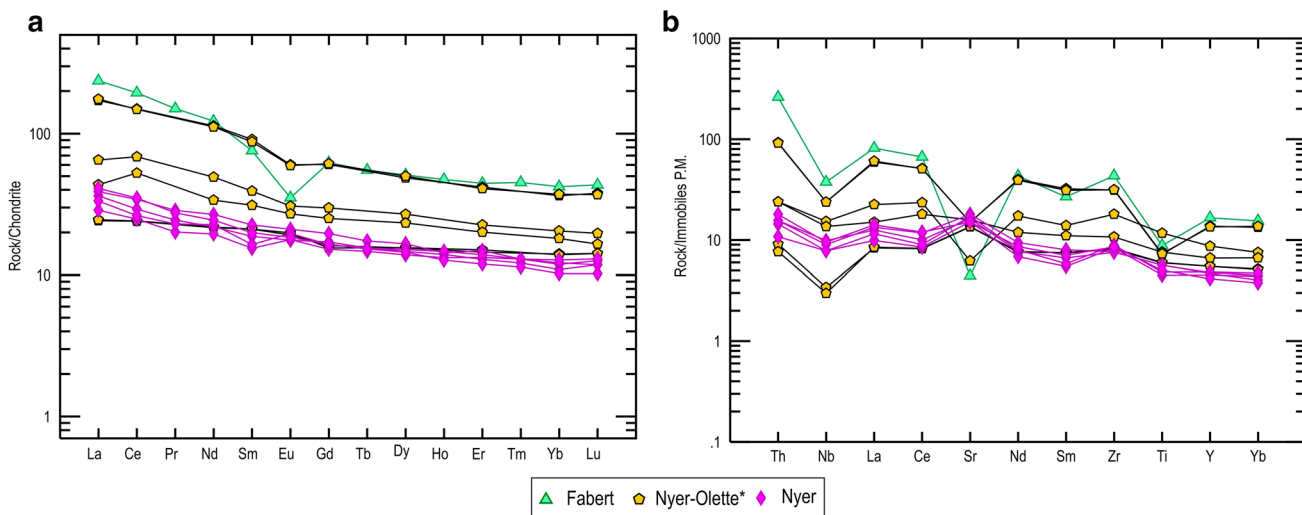 a
100
10
1
Rock/Chondrite
La Ce Pr Nd Sm Eu Gd Tb Dy Ho Er Tm Yb Lu
b
1000
100
10
1
.1
Rock/Immobiles P.M.
Th Nb La Ce Sr Nd Sm Zr Ti Y Yb
Fabert Nyer-Olette* Nyer